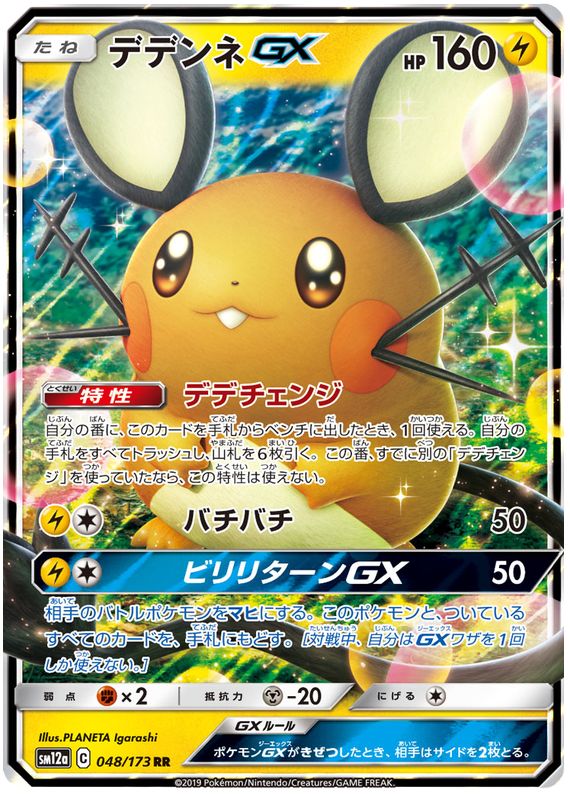 たね デデンネGX HP160
特性 デデチェンジ
自分の番に、このカードを手札からベンチに出したとき、1回使える。自分の
手札をすべてトラッシュし、山札を6枚引く。この番、すでに別の「デデチェン
ジ」を使っていたなら、この特性は使えない。
バチバチ 50
ビリリターンGX 50
相手のバトルポケモンをマヒにする。このポケモンと、ついている
すべてのカードを、手札にもどす。[対戦中、自分はGXワザを1回
しか使えない。]
弱点 ×2 抵抗力 -20 にげる
Illus.PLANETA Igarashi
GXルール
sm12a C 048/173 RR
ポケモンGXがきぜつしたとき、相手はサイドを2枚とる。
©2019 Pokémon/Nintendo/Creatures/GAME FREAK.